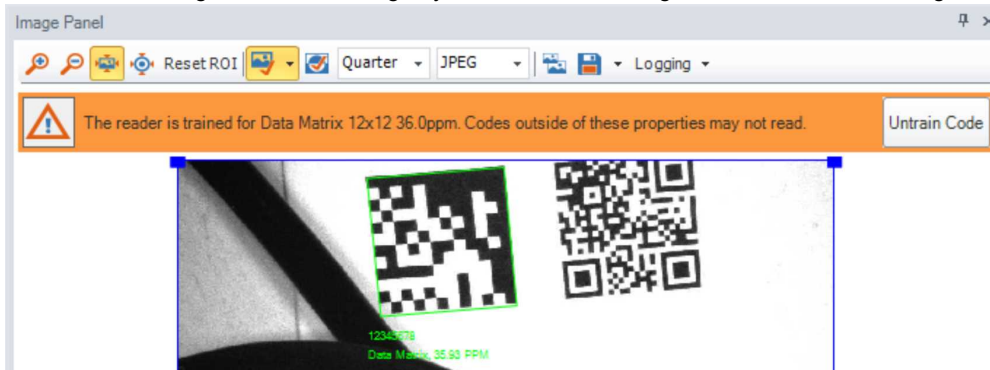 Image Panel
Reset ROI Quarter JPEG Logging
The reader is trained for Data Matrix 12x12 36.0ppm. Codes outside of these properties may not read.
Untrain Code
12345678
Data Matrix, 35.93 PPM